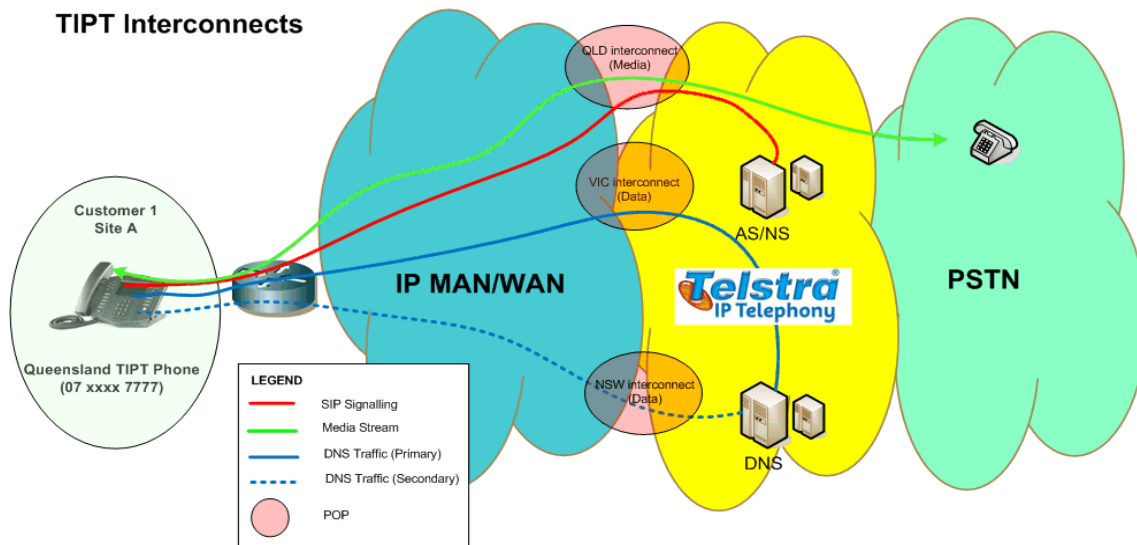 TIPT Interconnects
QLD interconnect
(Media)
VIC interconnect
(Data)
Customer 1
Site A
AS/NS
IP MAN/WAN
Telstra®
IP Telephony
PSTN
Queensland TIPT Phone
(07 xxxx 7777)
NSW interconnect
(Data)
DNS
LEGEND
SIP Signalling
Media Stream
DNS Traffic (Primary)
DNS Traffic (Secondary)
POP